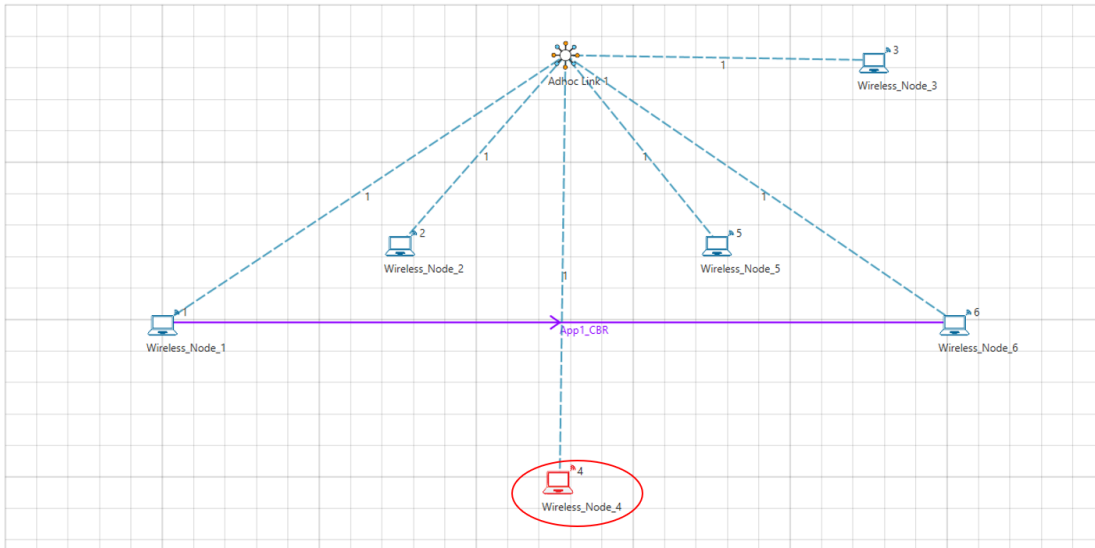 3
Adhoc Link 1
1
Wireless_Node_3
1
1
1
1
2
5
Wireless_Node_2
Wireless_Node_5
1
1
6
App1_CBR
Wireless_Node_1
Wireless_Node_6
4
Wireless_Node_4